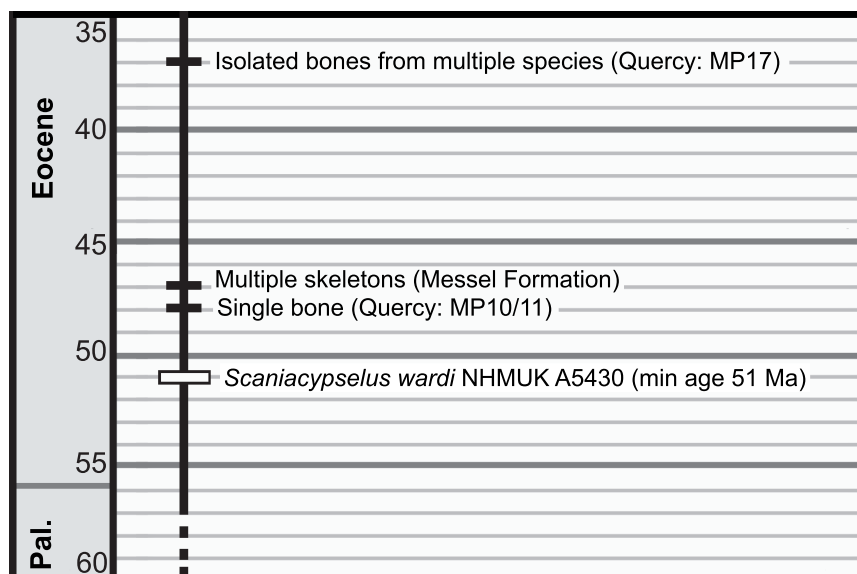 35
Isolated bones from multiple species (Quercy: MP17)
Eocene
40
45
Multiple skeletons (Messel Formation)
Single bone (Quercy: MP10/11)
50
Scaniacypselus wardi NHMUK A5430 (min age 51 Ma)
55
Pal.
60